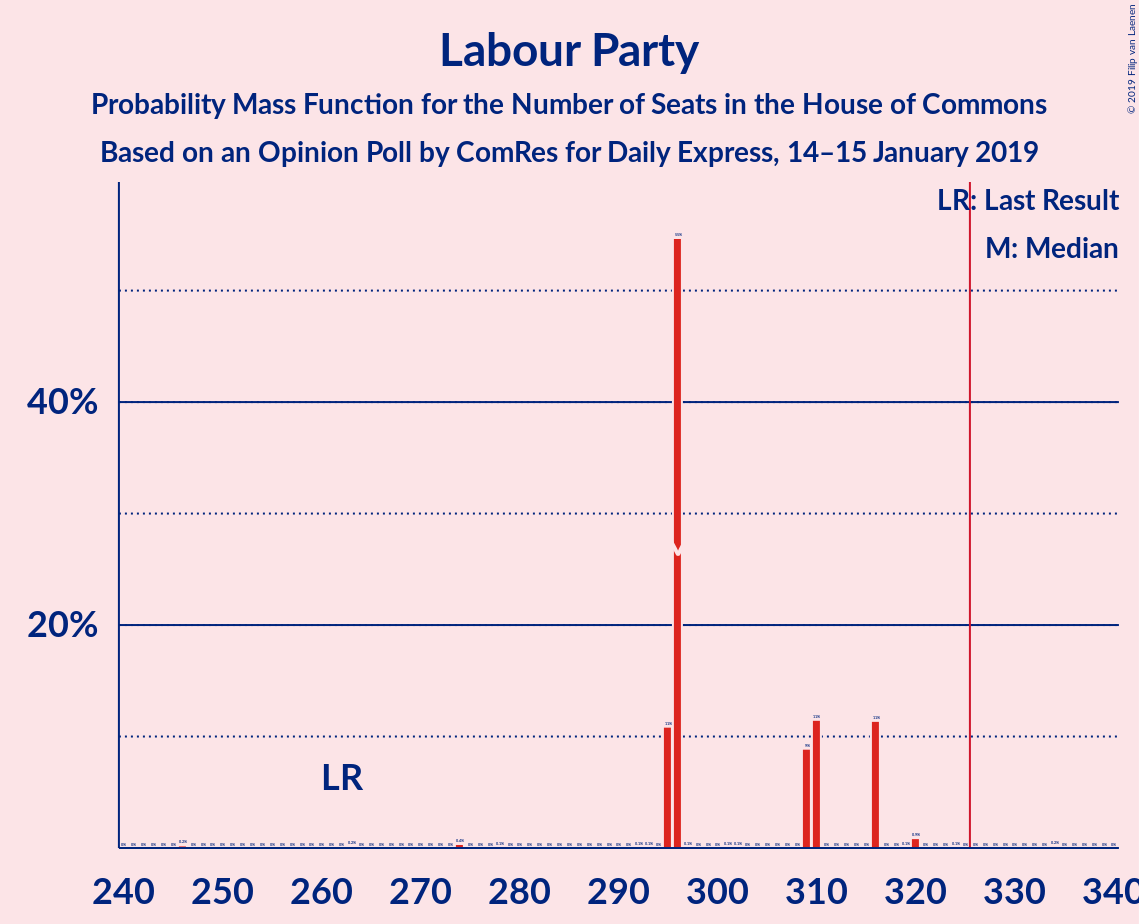 Labour Party
Probability Mass Function for the Number of Seats in the House of Commons
Based on an Opinion Poll by ComRes for Daily Express, 14–15 January 2019
© 2019 Filip van Laenen
LR: Last Result
M: Median
40%
20%
M
LR
240 250 260 270 280 290 300 310 320 330 340